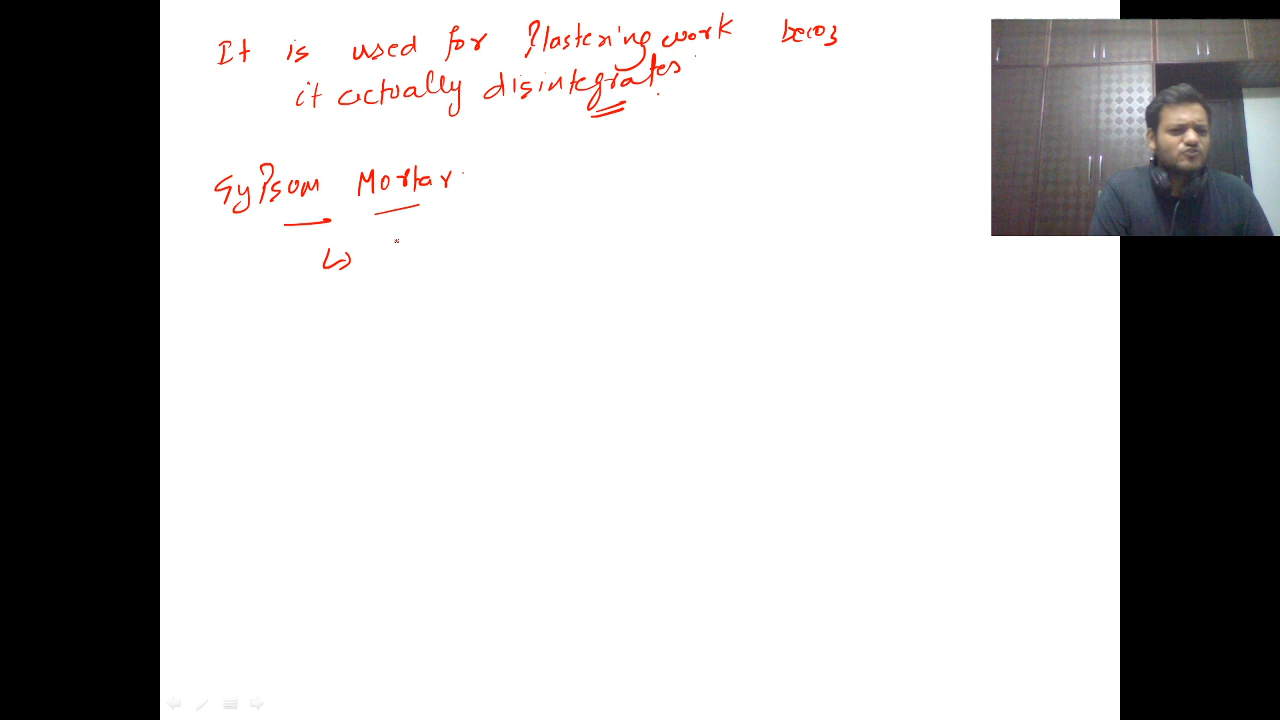 It is used for Plastering work becoz
it actually disintegrates.
Gypsum Mortar